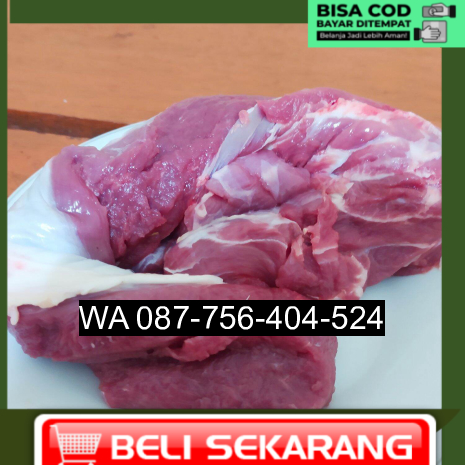 BISA COD
BAYAR DITEMPAT
Belanja Jadi Lebih Aman!
WA 087-756-404-524
BELI SEKARANG